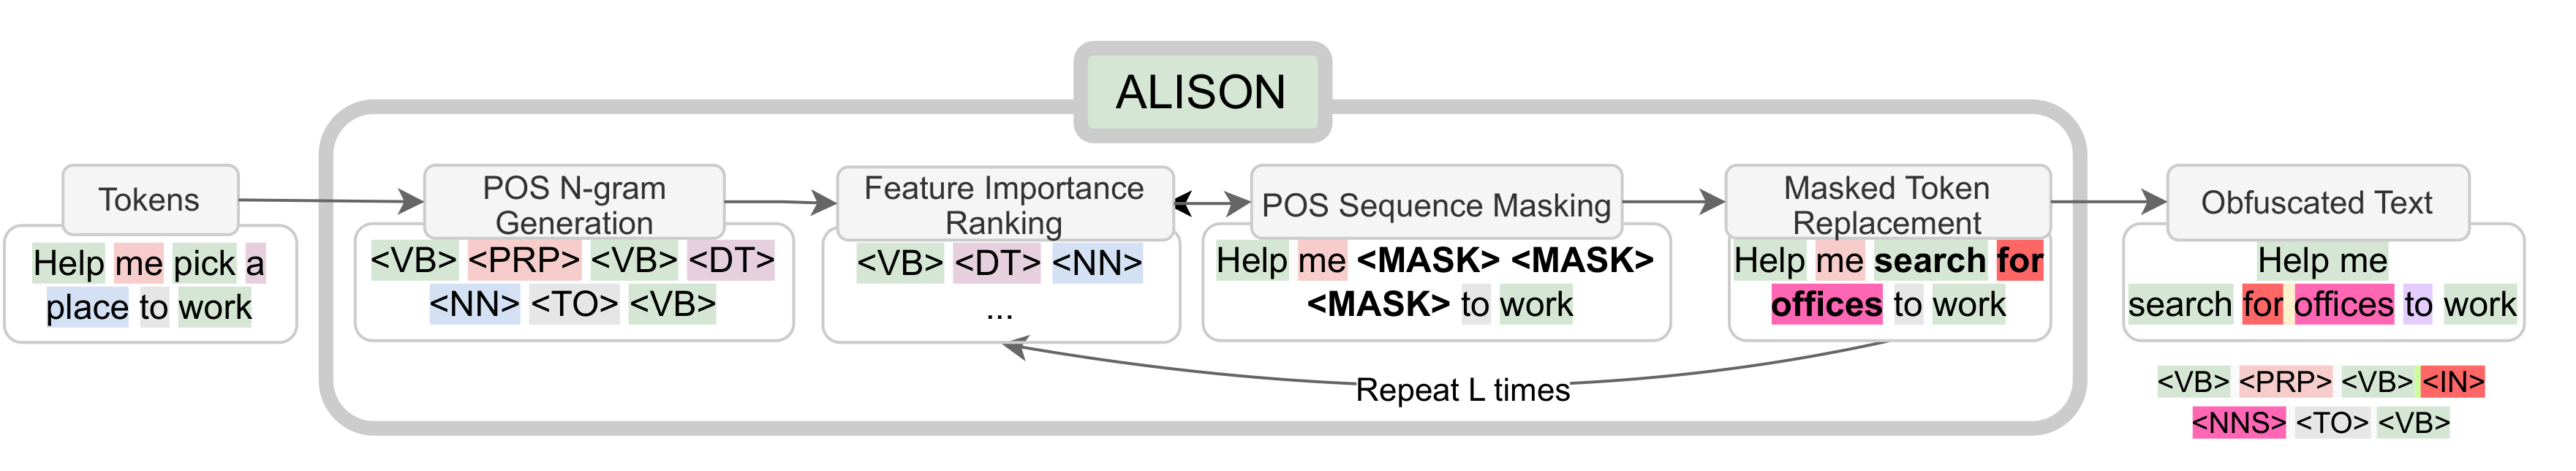 ALISON
Tokens
Help me pick a
place to work
POS N-gram
Generation
<VB> <PRP> <VB> <DT>
<NN> <TO> <VB>
Feature Importance
Ranking
<VB> <DT> <NN>
...
POS Sequence Masking
Help me <MASK> <MASK>
<MASK> to work
Masked Token
Replacement
Help me search for
offices to work
Repeat L times
Obfuscated Text
Help me
search for offices to work
<VB> <PRP> <VB> <IN>
<NNS> <TO> <VB>